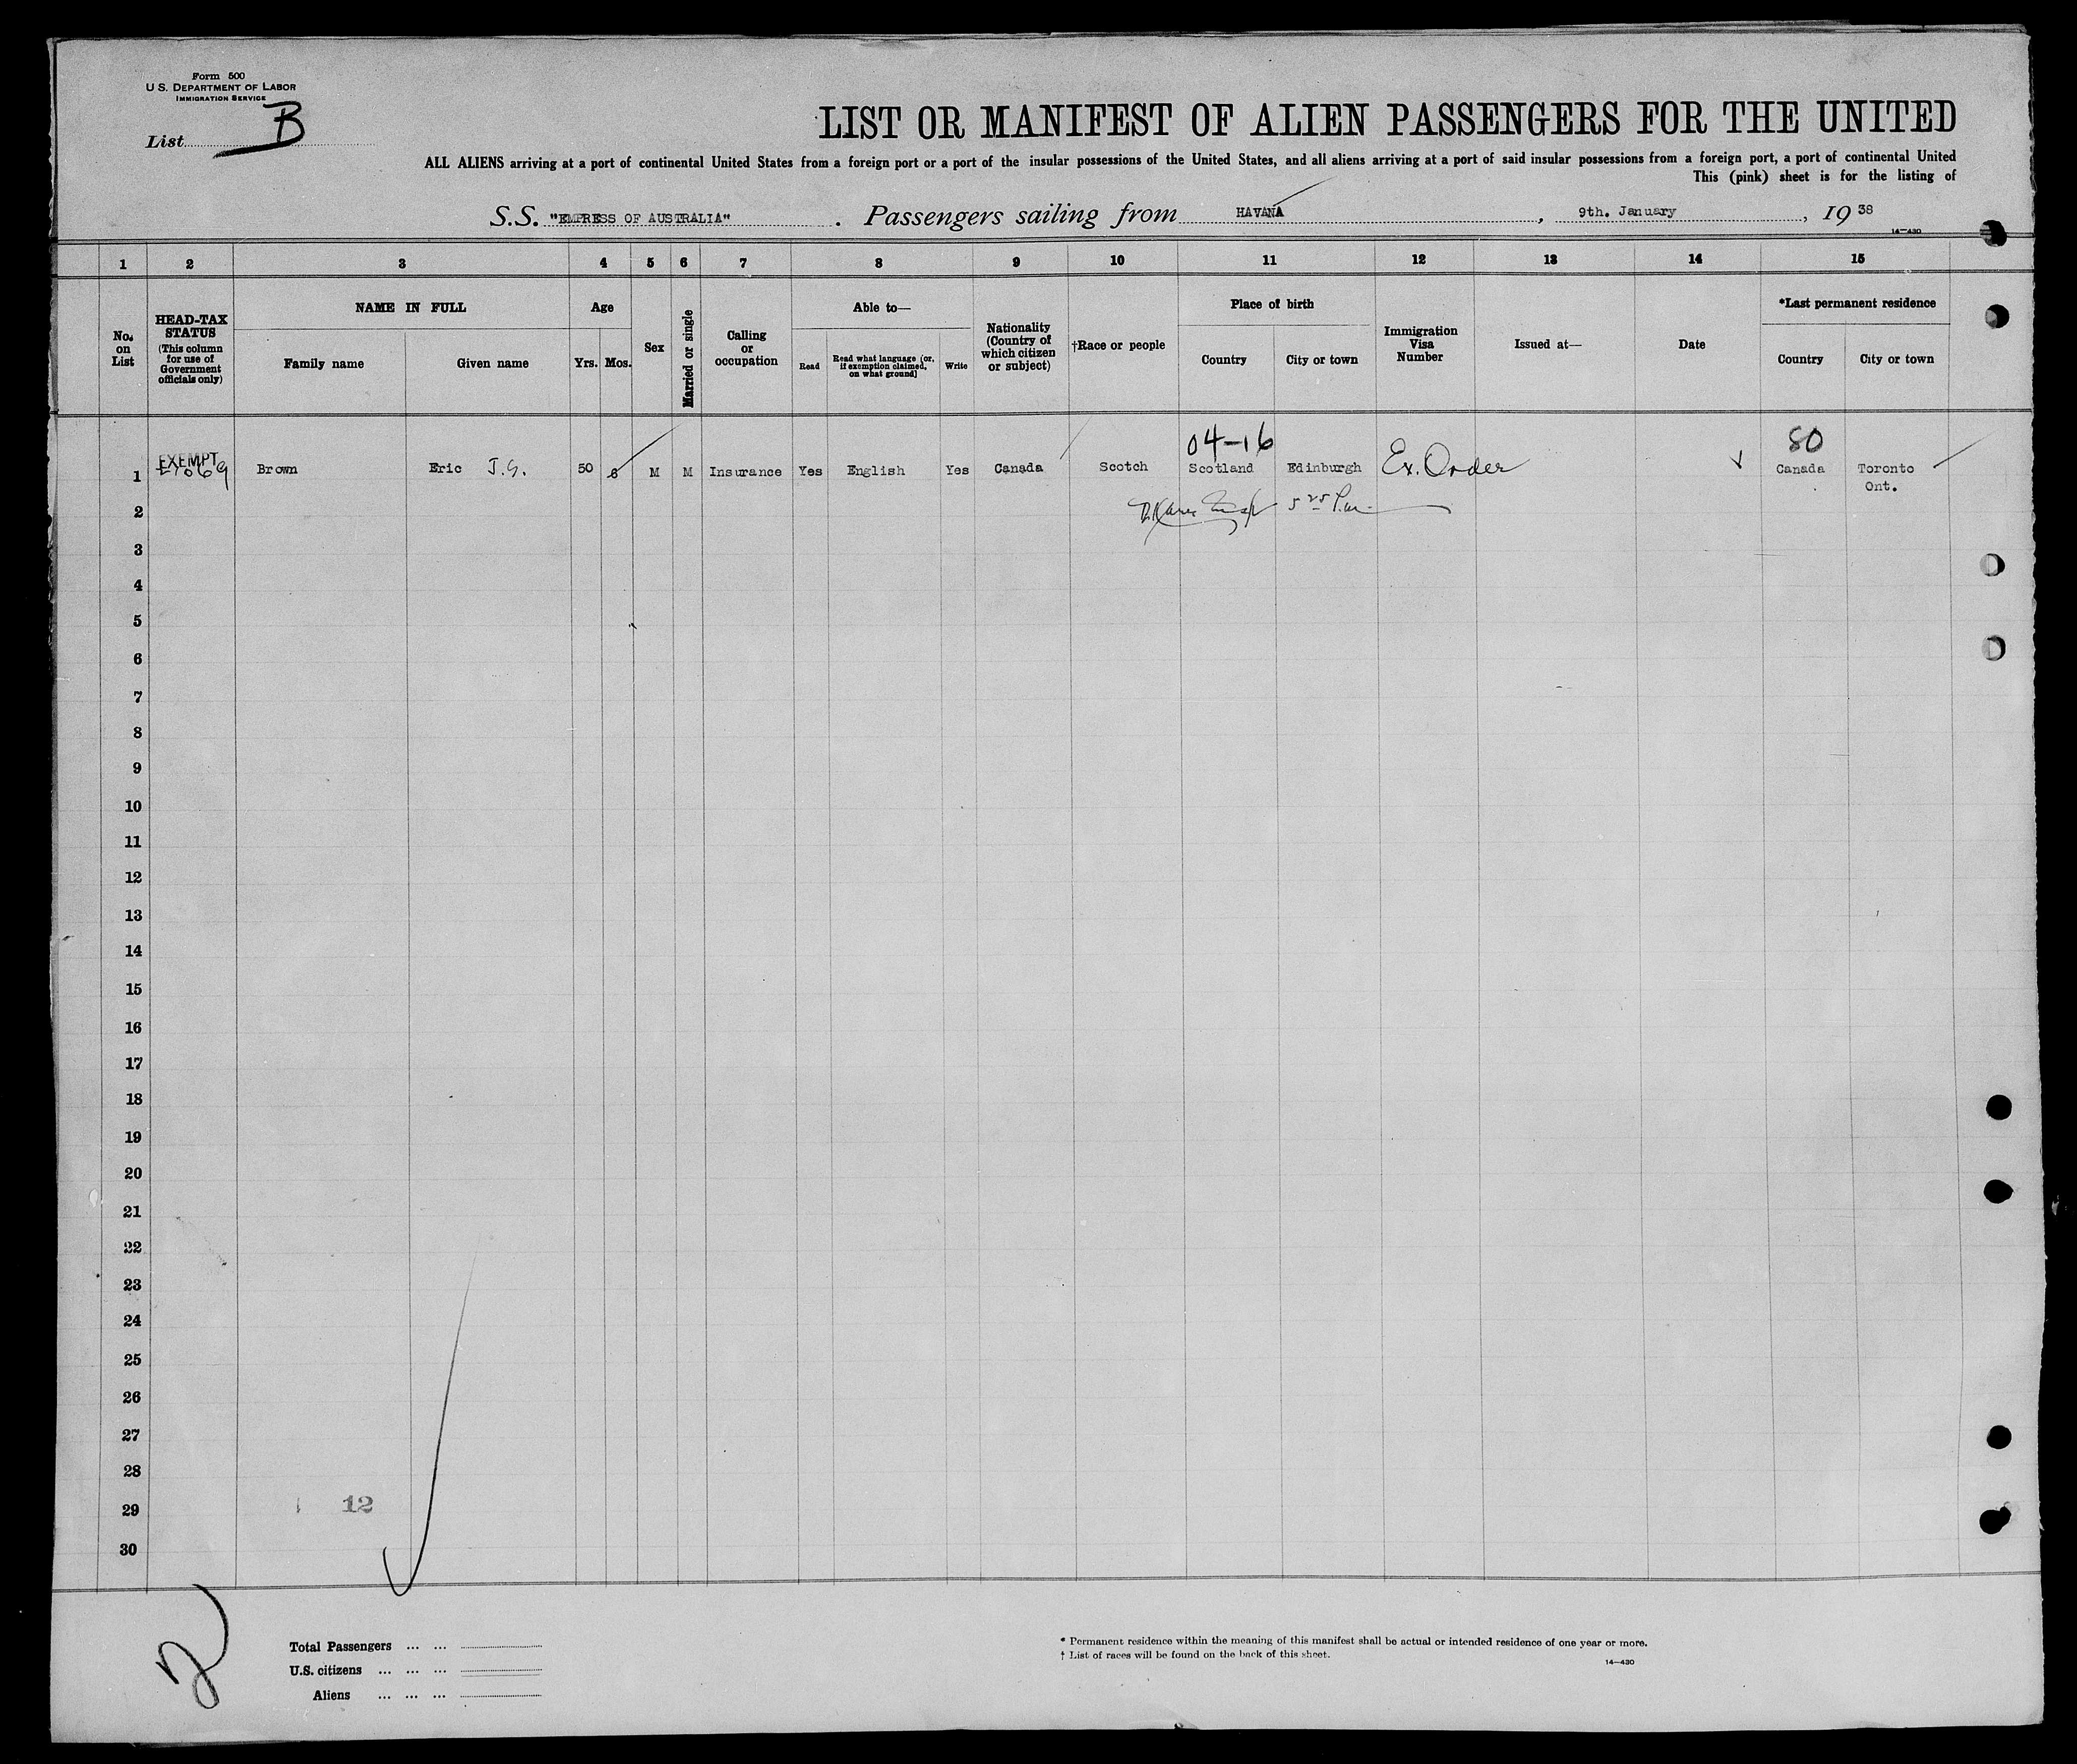 Form 500
U S. DEPARTMENT OF LABOR
IMMIGRATION SERVICE
List B
LIST OR MANIFEST OF ALIEN PASSENGERS FOR THE UNITED
ALL ALIENS arriving at a port of continental United States from a foreign port or a port of the insular possessions of the United States, and all aliens arriving at a port of said insular possessions from a foreign port, a port of continental United
This (pink) sheet is for the listing of
S.S. "EMPRESS OF AUSTRALIA". Passengers sailing from HAVANA, 9th. January, 1938
14—430
1 2 3 4 5 6 7 8 9 10 11 12 13 14 15
No. on List
HEAD-TAX STATUS
(This column for use of Government officials only)
NAME IN FULL
Family name Given name
Age
Yrs. Mos.
Sex
Married or single
Calling or occupation
Able to—
Read
Read what language (or, if exemption claimed, on what ground)
Write
Nationality (Country of which citizen or subject)
†Race or people
Place of birth
Country City or town
Immigration Visa Number
Issued at—
Date
*Last permanent residence
Country City or town
04-16 80
1 EXEMPT Brown Eric J.G. 50 6 M M Insurance Yes English Yes Canada Scotch Scotland Edinburgh Ex. Order Canada Toronto
Ont.
2 5 25 P.m.
3
4
5
6
7
8
9
10
11
12
13
14
15
16
17
18
19
20
21
22
23
24
25
26
27
28
29 12
30
2
Total Passengers ... ...
U.S. citizens ... ... ...
Aliens ... ... ...
* Permanent residence within the meaning of this manifest shall be actual or intended residence of one year or more.
† List of races will be found on the back of this sheet.
14—430